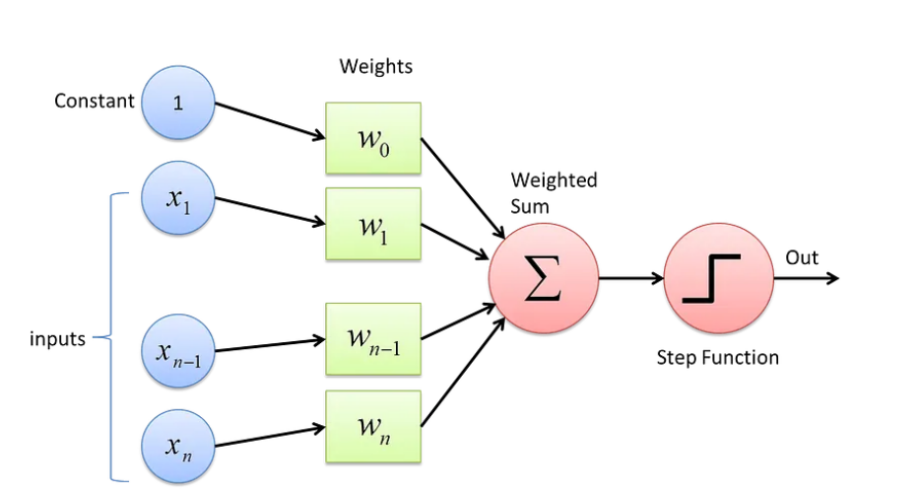 Weights
Constant
1
w0
x1
w1
Weighted
Sum
Σ
Out
inputs
xn−1
wn−1
Step Function
xn
wn